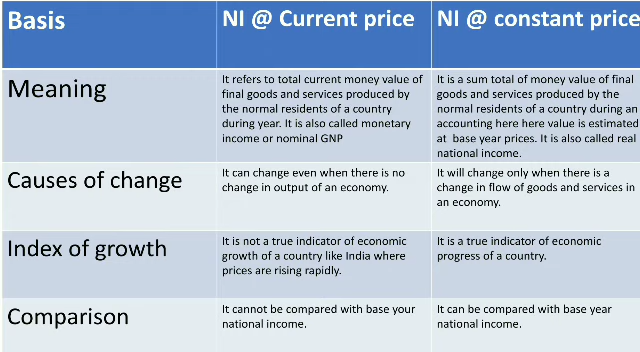 Basis
NI @ Current price
NI @ constant price
Meaning
It refers to total current money value of
final goods and services produced by
the normal residents of a country
during year. It is also called monetary
income or nominal GNP
It is a sum total of money value of final
goods and services produced by the
normal residents of a country during an
accounting here here value is estimated
at base year prices. It is also called real
national income.
Causes of change
It can change even when there is no
change in output of an economy.
It will change only when there is a
change in flow of goods and services in
an economy.
Index of growth
It is not a true indicator of economic
growth of a country like India where
prices are rising rapidly.
It is a true indicator of economic
progress of a country.
Comparison
It cannot be compared with base your
national income.
It can be compared with base year
national income.